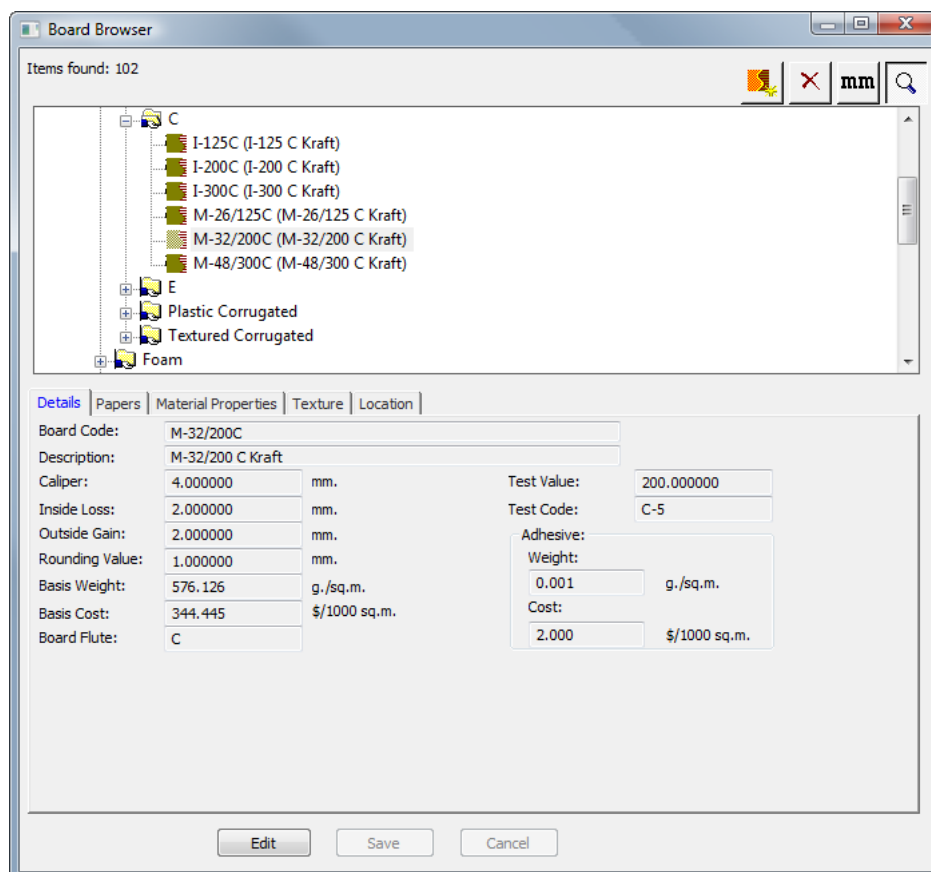 Board Browser
Items found: 102
mm
C
I-125C (I-125 C Kraft)
I-200C (I-200 C Kraft)
I-300C (I-300 C Kraft)
M-26/125C (M-26/125 C Kraft)
M-32/200C (M-32/200 C Kraft)
M-48/300C (M-48/300 C Kraft)
E
Plastic Corrugated
Textured Corrugated
Foam
Details Papers Material Properties Texture Location
Board Code: M-32/200C
Description: M-32/200 C Kraft
Caliper: 4.000000 mm. Test Value: 200.000000
Inside Loss: 2.000000 mm. Test Code: C-5
Outside Gain: 2.000000 mm. Adhesive:
Rounding Value: 1.000000 mm. Weight:
Basis Weight: 576.126 g./sq.m. 0.001 g./sq.m.
Basis Cost: 344.445 $/1000 sq.m. Cost:
Board Flute: C 2.000 $/1000 sq.m.
Edit Save Cancel